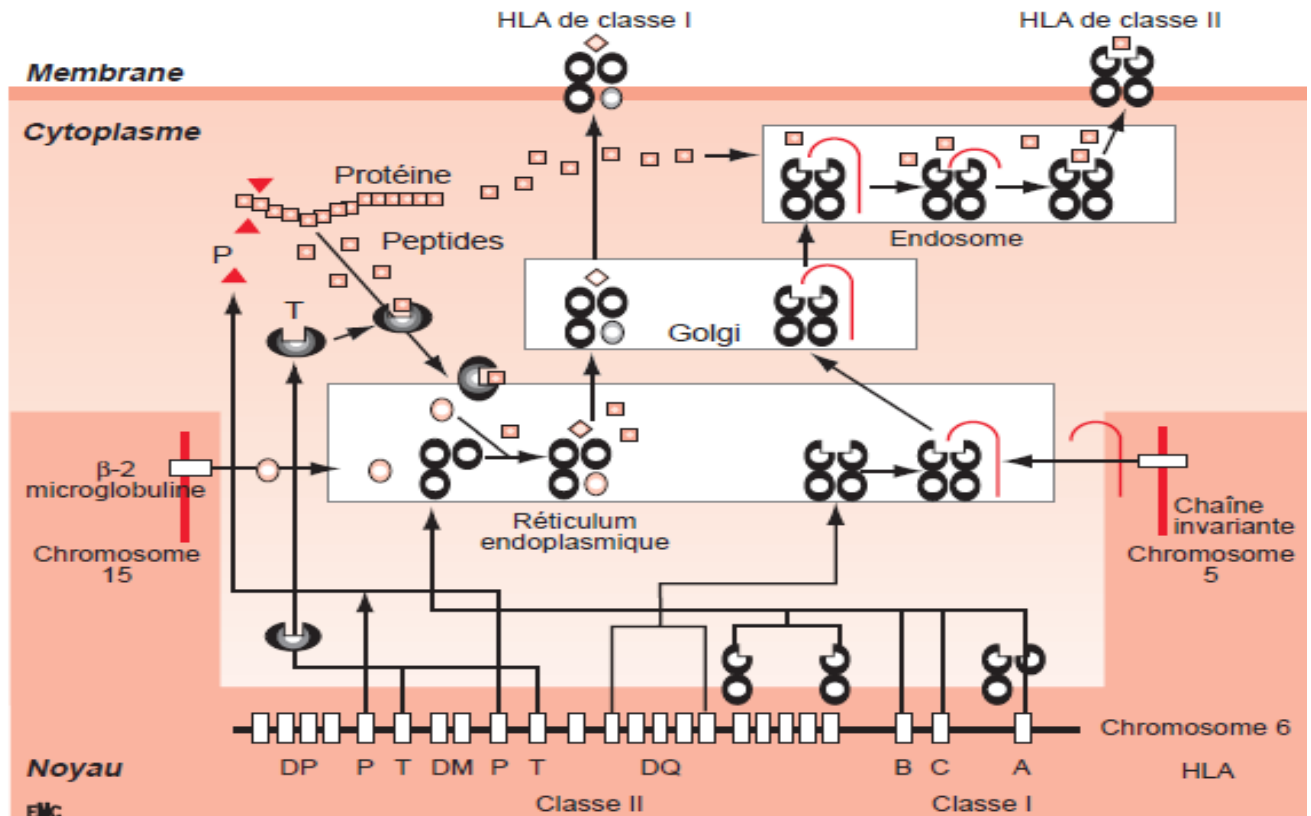 HLA de classe I
HLA de classe II
Membrane
Cytoplasme
Protéine
Peptides
P
T
Endosome
Golgi
β-2
microglobuline
Chromosome
15
Réticulum
endoplasmique
Chaîne
invariante
Chromosome
5
Chromosome 6
Noyau
DP P T DM P T DQ B C A HLA
Classe II Classe I
EMC